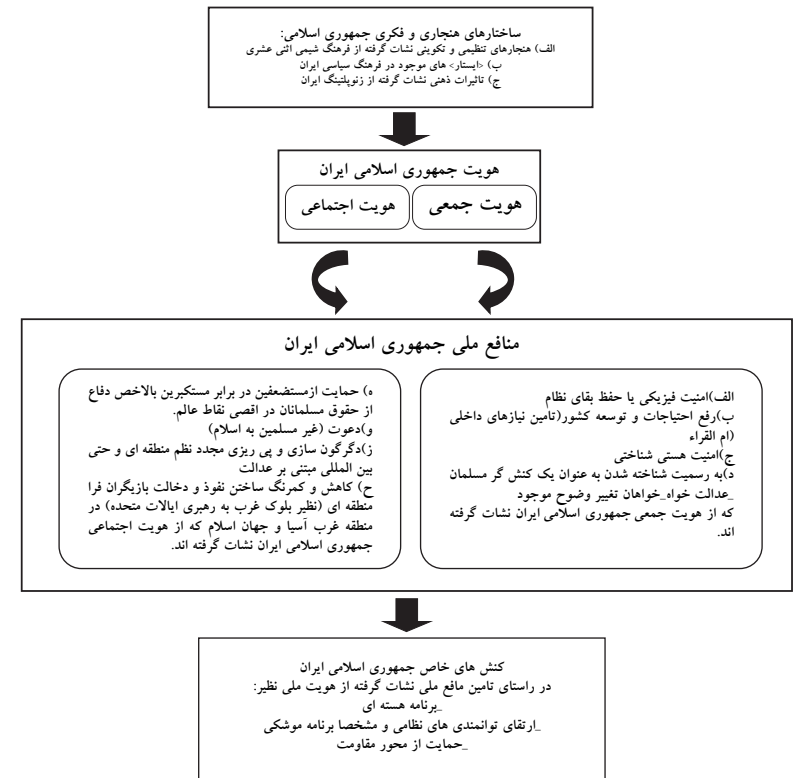 ساختارهای هنجاری و فکری جمهوری اسلامی:
الف) هنجارهای تنظیمی و تکوینی نشات گرفته از فرهنگ شیعی اثنی عشری
ب) <ایستار> های موجود در فرهنگ سیاسی ایران
ج) تاثیرات ذهنی نشات گرفته از ژئوپلتینگ ایران
هویت جمهوری اسلامی ایران
هویت جمعی
هویت اجتماعی
منافع ملی جمهوری اسلامی ایران
الف)امنیت فیزیکی یا حفظ بقای نظام
ب)رفع احتیاجات و توسعه کشور(تامین نیازهای داخلی
(ام القراء
ج)امنیت هستی شناختی
د)به رسمیت شناخته شدن به عنوان یک کنش گر مسلمان
_عدالت خواه_خواهان تغییر وضوح موجود
که از هویت جمعی جمهوری اسلامی ایران نشات گرفته
اند.
ه) حمایت ازمستضعفین در برابر مستکبرین بالاخص دفاع
از حقوق مسلمانان در اقصی نقاط عالم.
و)دعوت (غیر مسلمین به اسلام)
ز)دگرگون سازی و پی ریزی مجدد نظم منطقه ای و حتی
بین المللی مبتنی بر عدالت
ح) کاهش و کمرنگ ساختن نفوذ و دخالت بازیگران فرا
منطقه ای (نظیر بلوک غرب به رهبری ایالات متحده) در
منطقه غرب آسیا و جهان اسلام که از هویت اجتماعی
جمهوری اسلامی ایران نشات گرفته اند.
کنش های خاص جمهوری اسلامی ایران
در راستای تامین مافع ملی نشات گرفته از هویت ملی نظیر:
_برنامه هسته ای
_ارتقای توانمندی های نظامی و مشخصا برنامه موشکی
_حمایت از محور مقاومت